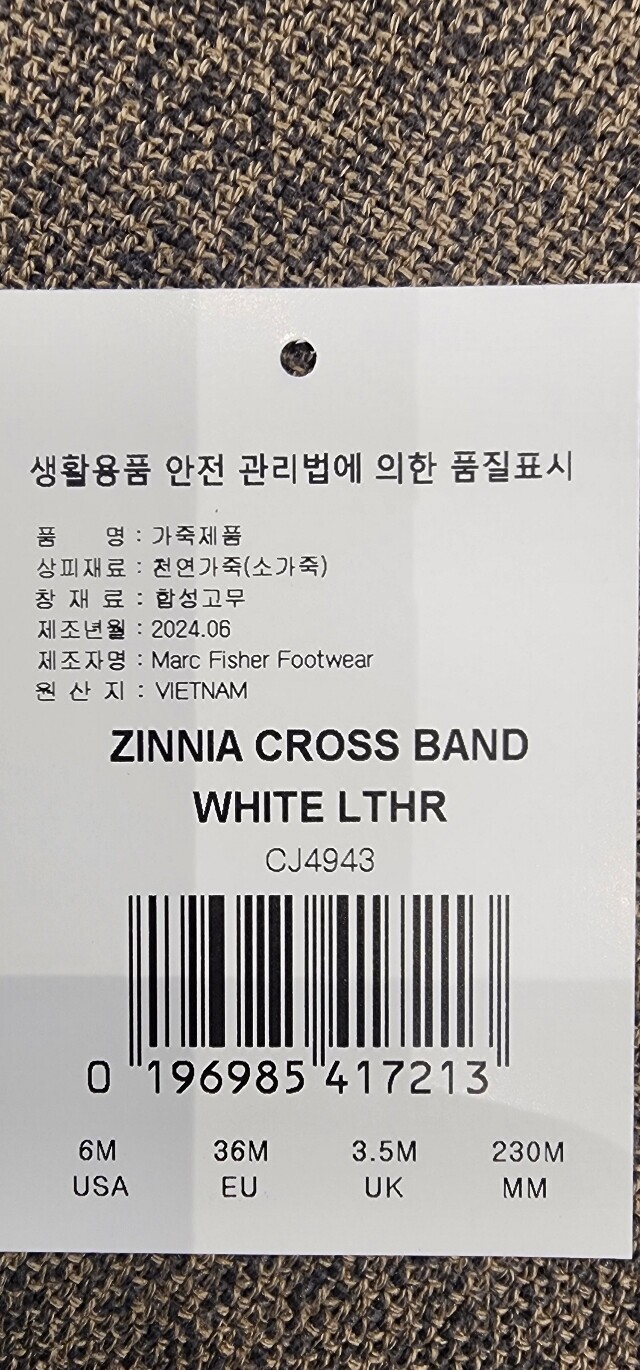 생활용품 안전 관리법에 의한 품질표시
품 명 : 가죽제품
상피재료 : 천연가죽(소가죽)
창 재 료 : 합성고무
제조년월 : 2024.06
제조자명 : Marc Fisher Footwear
원 산 지 : VIETNAM
ZINNIA CROSS BAND
WHITE LTHR
CJ4943
0 196985 417213
6M 36M 3.5M 230M
USA EU UK MM